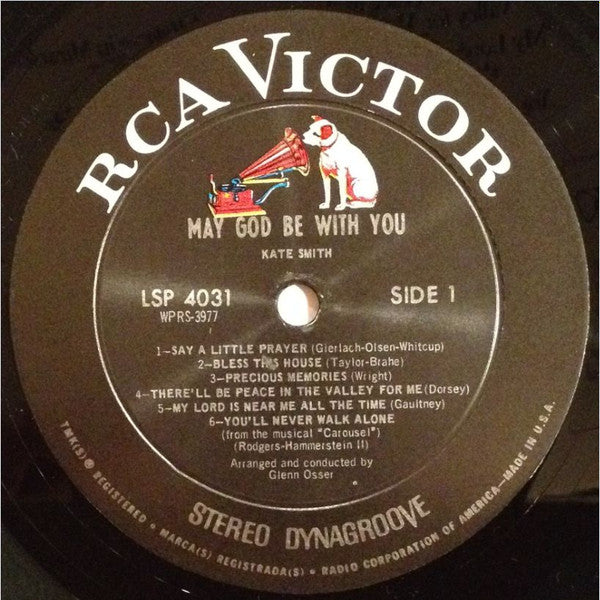 RCA VICTOR
MAY GOD BE WITH YOU
KATE SMITH
LSP 4031
WPRS-3977
SIDE 1
1—SAY A LITTLE PRAYER (Gierlach-Olsen-Whitcup)
2—BLESS THIS HOUSE (Taylor-Brahe)
3—PRECIOUS MEMORIES (Wright)
4—THERE'LL BE PEACE IN THE VALLEY FOR ME (Dorsey)
5—MY LORD IS NEAR ME ALL THE TIME (Gaultney)
6—YOU'LL NEVER WALK ALONE
(from the musical "Carousel")
(Rodgers-Hammerstein II)
Arranged and conducted by
Glenn Osser
STEREO DYNAGROOVE
TMK(S) ® REGISTERED • MARCA(S) REGISTRADA(S) • RADIO CORPORATION OF AMERICA—MADE IN U.S.A.